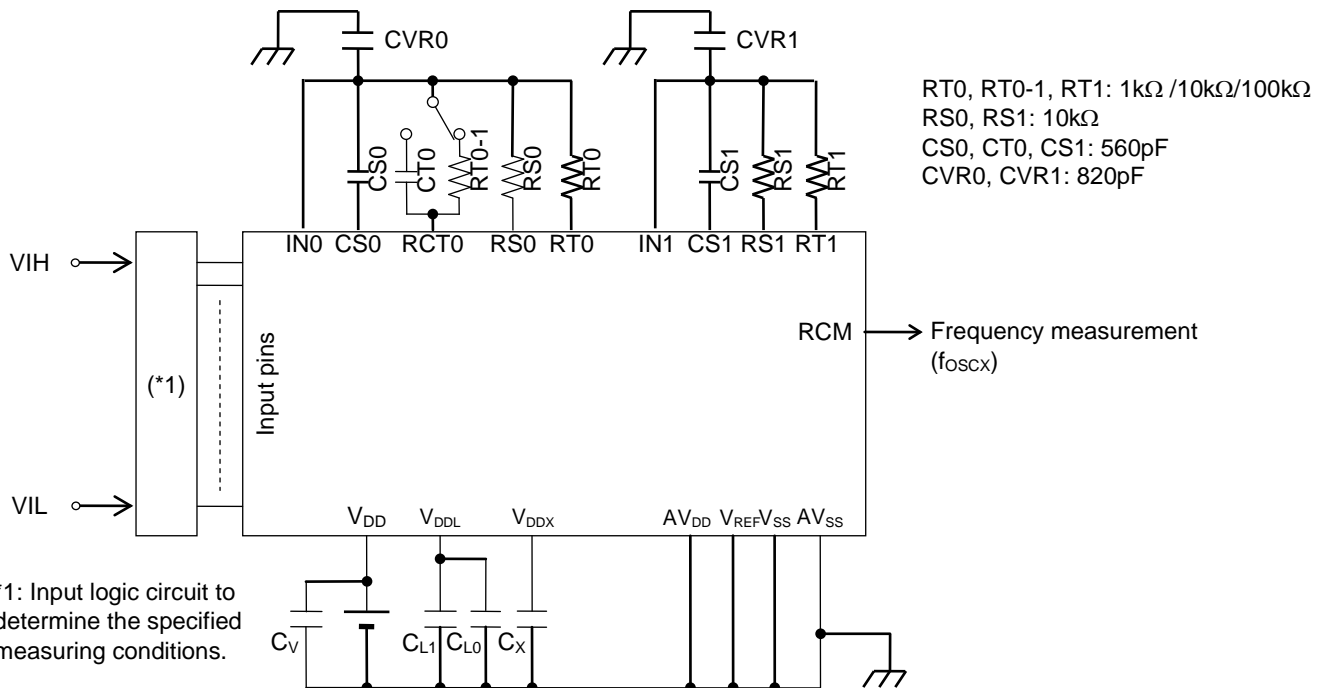 CVR0
CVR1
RT0, RT0-1, RT1: 1kΩ /10kΩ/100kΩ
RS0, RS1: 10kΩ
CS0, CT0, CS1: 560pF
CVR0, CVR1: 820pF
CS0
CT0
RT0-1
RS0
RT0
CS1
RS1
RT1
IN0 CS0 RCT0 RS0 RT0
IN1 CS1 RS1 RT1
VIH
(*1)
Input pins
RCM
Frequency measurement
(fOSCX)
VIL
VDD VDDL VDDX AVDD VREF VSS AVSS
*1: Input logic circuit to
determine the specified
measuring conditions.
CV CL1 CL0 CX